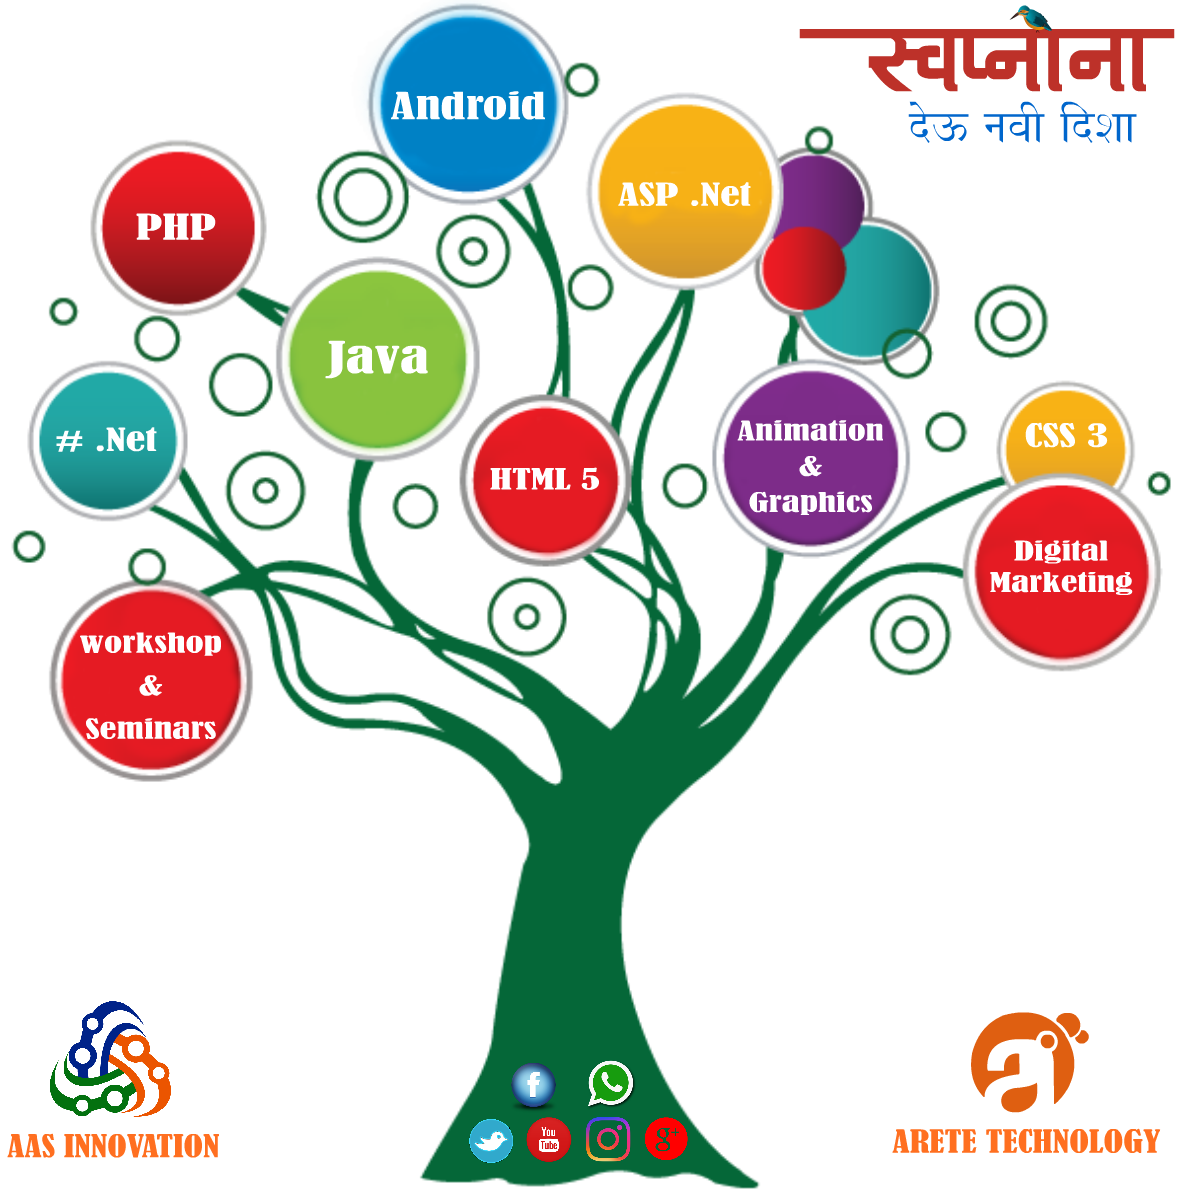 स्वप्नांना
देऊ नवी दिशा
Android
ASP .Net
PHP
Java
# .Net
HTML 5
Animation
&
Graphics
CSS 3
Digital
Marketing
workshop
&
Seminars
f
You
Tube
g+
AAS INNOVATION
ARETE TECHNOLOGY